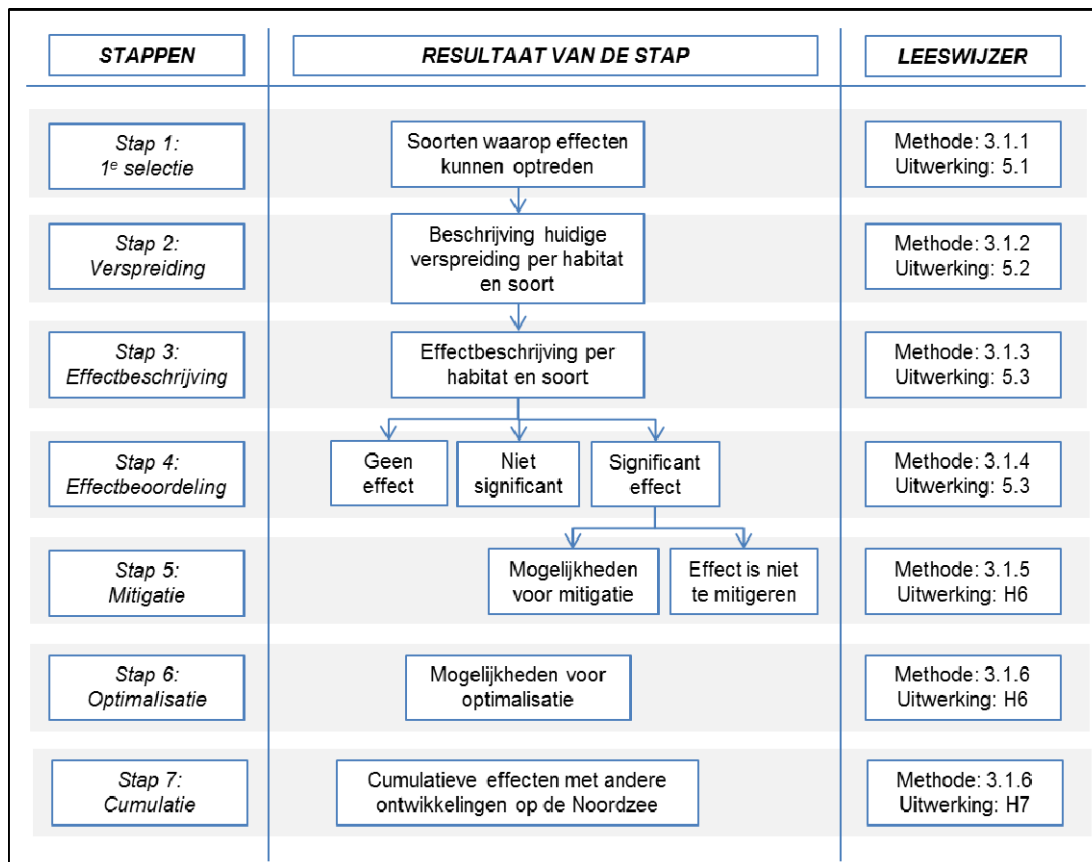 STAPPEN
RESULTAAT VAN DE STAP
LEESWIJZER
Stap 1:
1e selectie
Soorten waarop effecten
kunnen optreden
Methode: 3.1.1
Uitwerking: 5.1
Stap 2:
Verspreiding
Beschrijving huidige
verspreiding per habitat
en soort
Methode: 3.1.2
Uitwerking: 5.2
Stap 3:
Effectbeschrijving
Effectbeschrijving per
habitat en soort
Methode: 3.1.3
Uitwerking: 5.3
Stap 4:
Effectbeoordeling
Geen
effect
Niet
significant
Significant
effect
Methode: 3.1.4
Uitwerking: 5.3
Stap 5:
Mitigatie
Mogelijkheden
voor mitigatie
Effect is niet
te mitigeren
Methode: 3.1.5
Uitwerking: H6
Stap 6:
Optimalisatie
Mogelijkheden voor
optimalisatie
Methode: 3.1.6
Uitwerking: H6
Stap 7:
Cumulatie
Cumulatieve effecten met andere
ontwikkelingen op de Noordzee
Methode: 3.1.6
Uitwerking: H7